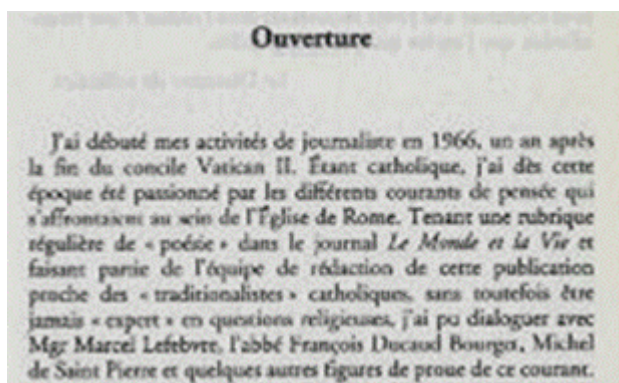 Ouverture
J'ai débuté mes activités de journaliste en 1966, un an après
la fin du concile Vatican II. Étant catholique, j'ai dès cette
époque été passionné par les différents courants de pensée qui
s'affrontaient au sein de l'Église de Rome. Tenant une rubrique
régulière de « poésie » dans le journal Le Monde et la Vie et
faisant partie de l'équipe de rédaction de cette publication
proche des « traditionalistes » catholiques, sans toutefois être
jamais « expert » en questions religieuses, j'ai pu dialoguer avec
Mgr Marcel Lefebvre, l'abbé François Ducaud Bourget, Michel
de Saint Pierre et quelques autres figures de proue de ce courant.